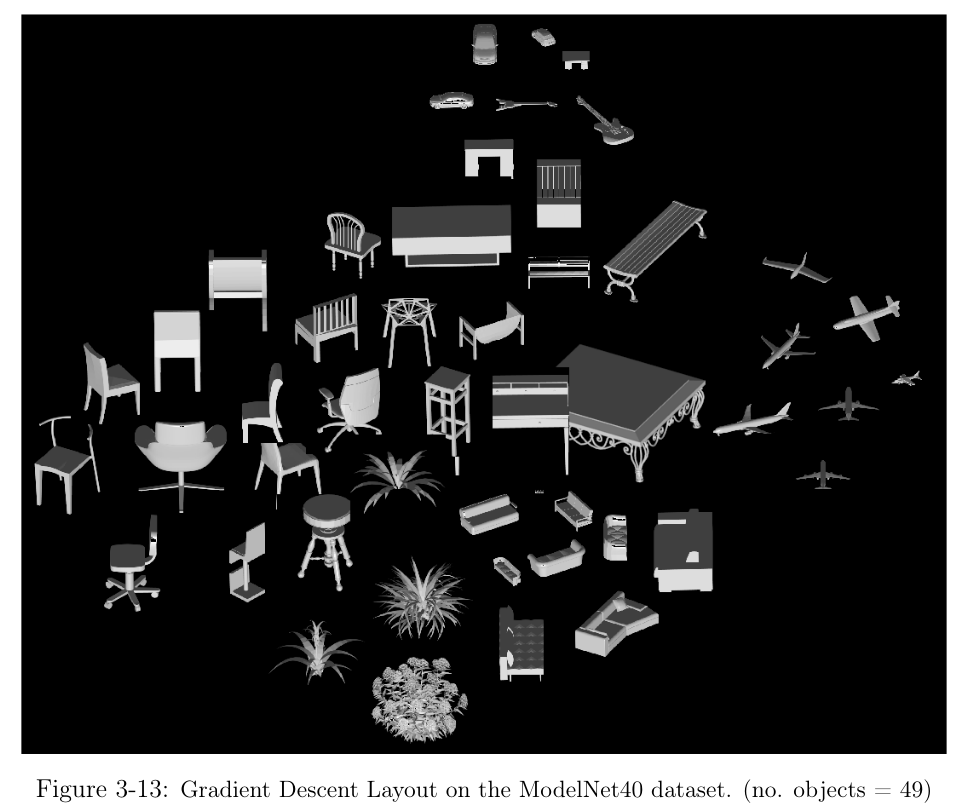 Figure 3-13: Gradient Descent Layout on the ModelNet40 dataset. (no. objects = 49)